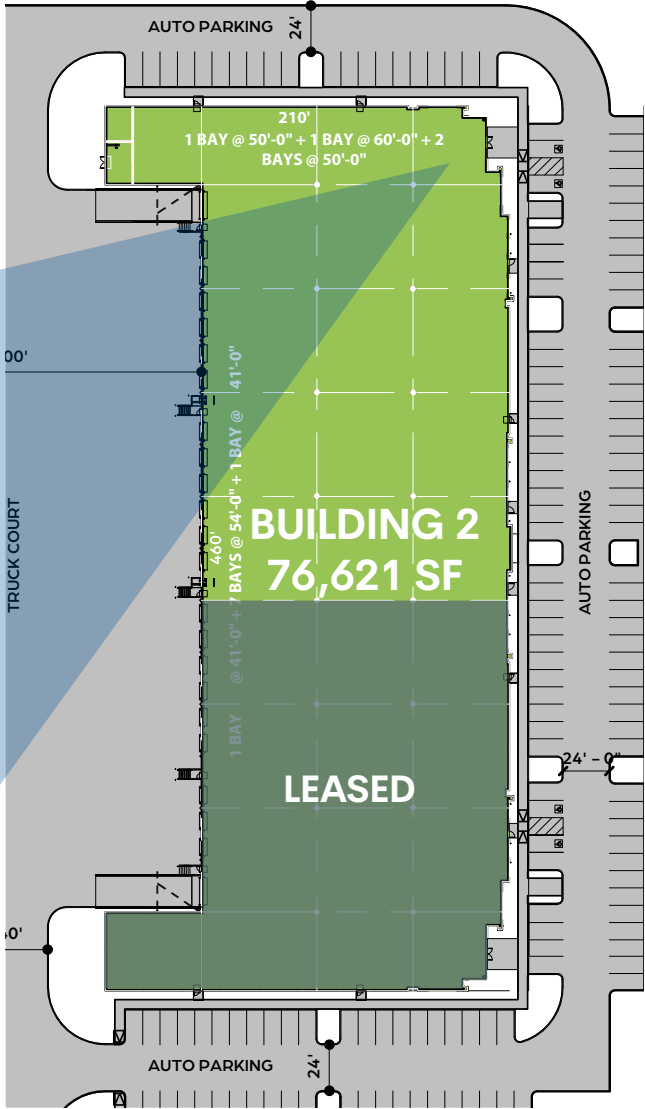 AUTO PARKING
24'
210'
1 BAY @ 50'-0" + 1 BAY @ 60'-0" + 2
BAYS @ 50'-0"
00'
460'
1 BAY @ 41'-0" + 7 BAYS @ 54'-0" + 1 BAY @ 41'-0"
TRUCK COURT
BUILDING 2
76,621 SF
AUTO PARKING
LEASED
24' – 0"
40'
AUTO PARKING
24'